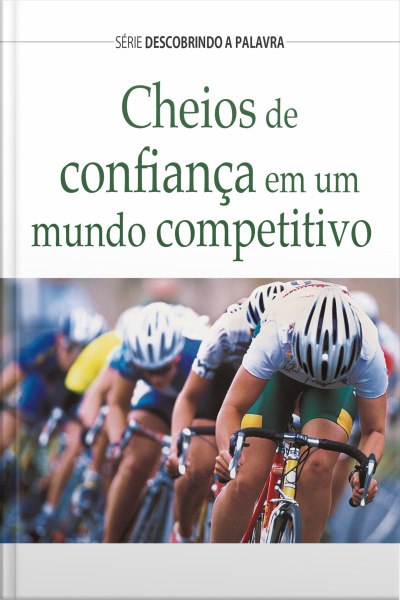 SÉRIE DESCOBRINDO A PALAVRA
Cheios de
confiança em um
mundo competitivo